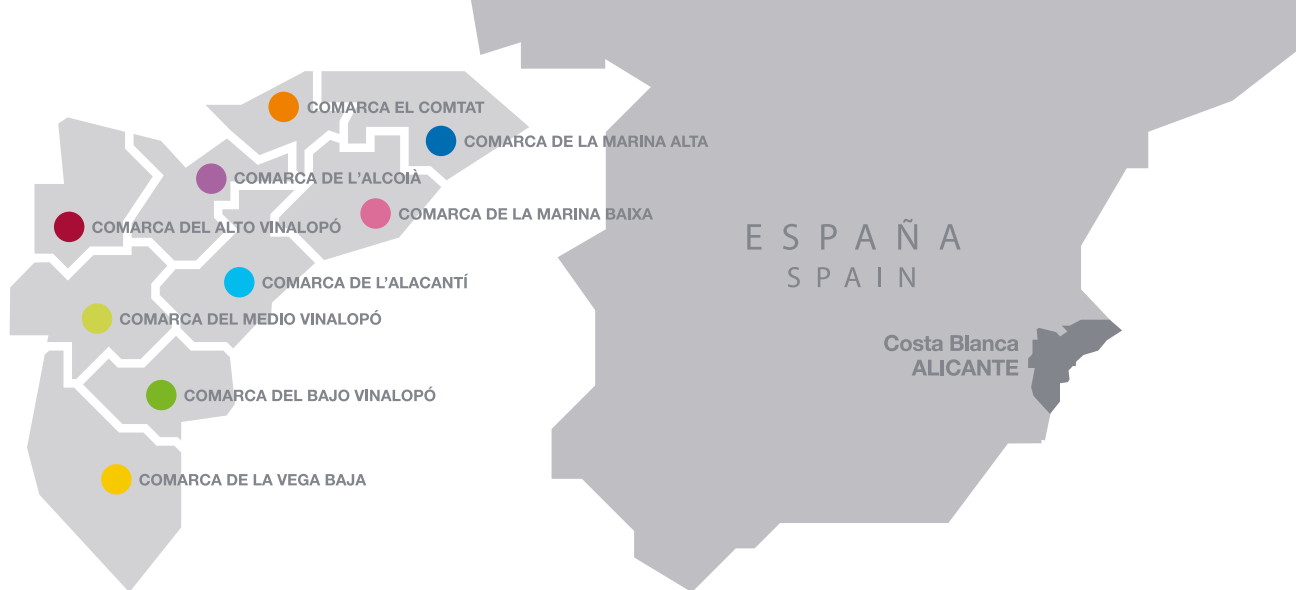 COMARCA EL COMTAT
COMARCA DE LA MARINA ALTA
COMARCA DE L'ALCOIÀ
COMARCA DE LA MARINA BAIXA
COMARCA DEL ALTO VINALOPÓ
COMARCA DE L'ALACANTÍ
COMARCA DEL MEDIO VINALOPÓ
COMARCA DEL BAJO VINALOPÓ
COMARCA DE LA VEGA BAJA
ESPAÑA
SPAIN
Costa Blanca
ALICANTE